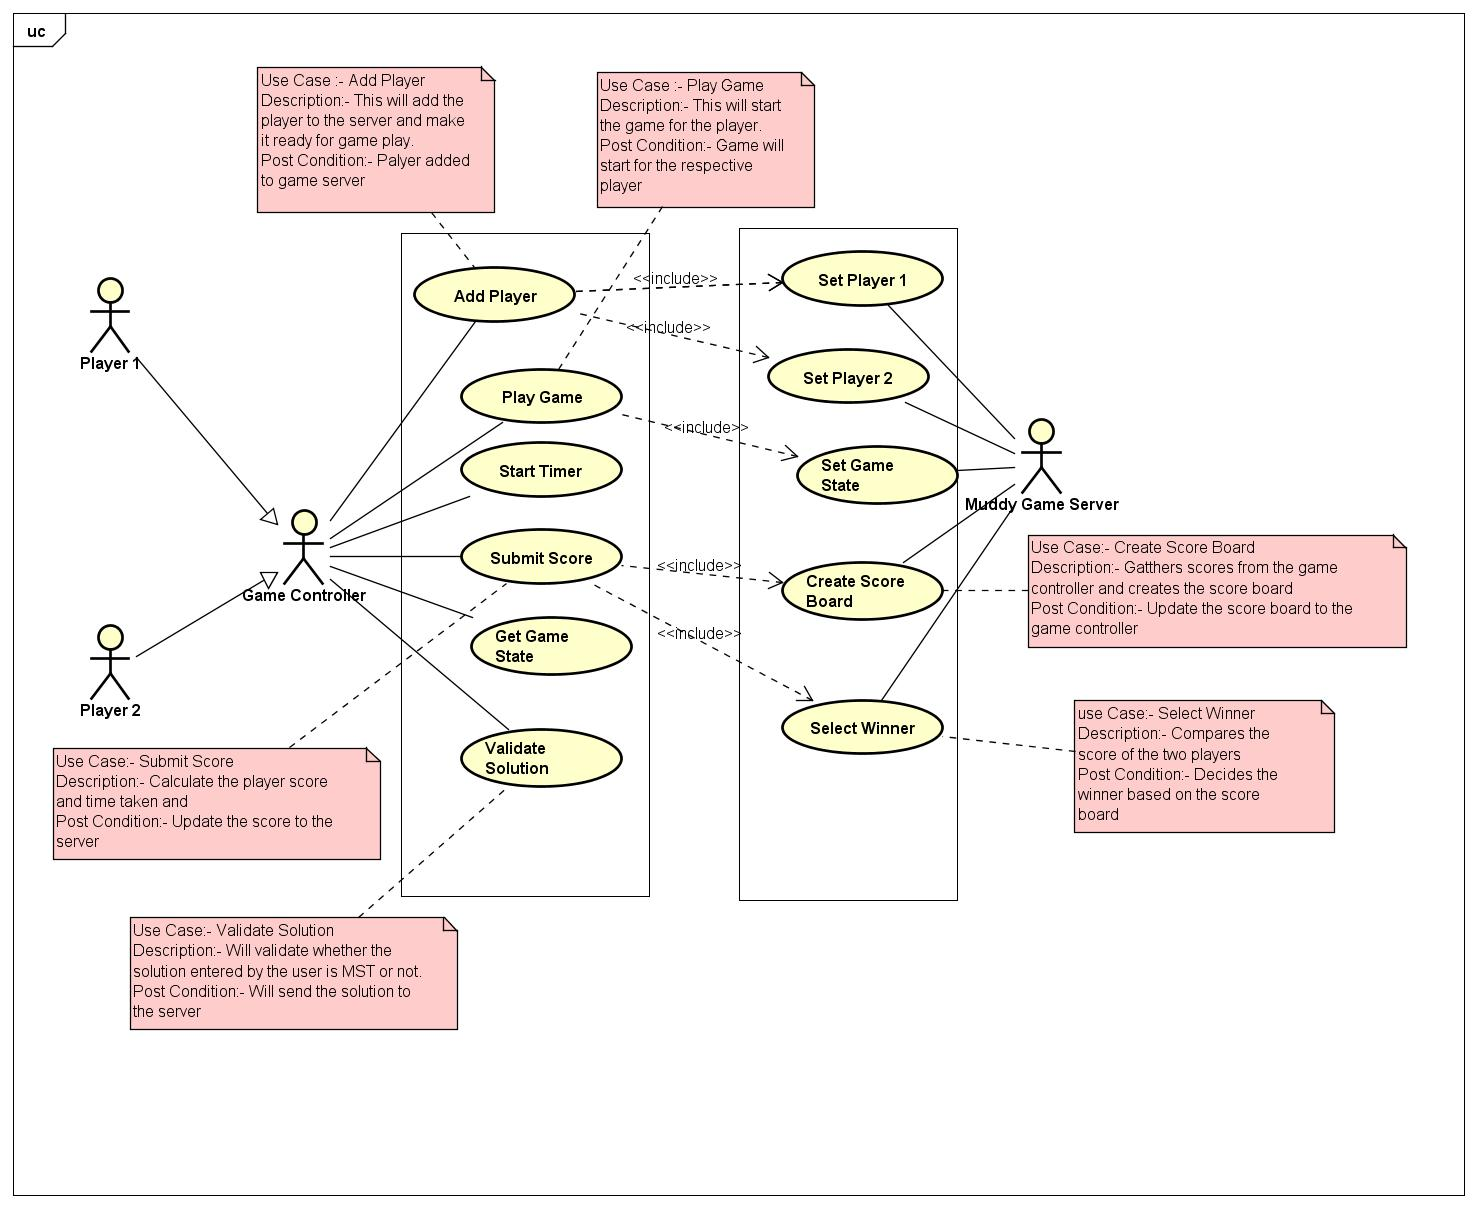 uc
Use Case :- Add Player
Description:- This will add the
player to the server and make
it ready for game play.
Post Condition:- Palyer added
to game server
Use Case :- Play Game
Description:- This will start
the game for the player.
Post Condition:- Game will
start for the respective
player
Add Player
<<include>>
Set Player 1
<<include>>
Player 1
Set Player 2
Play Game
<<include>>
Start Timer
Set Game
State
Muddy Game Server
Game Controller
Submit Score
<<include>>
Create Score
Board
Use Case:- Create Score Board
Description:- Gatthers scores from the game
controller and creates the score board
Post Condition:- Update the score board to the
game controller
Get Game
State
<<include>>
Player 2
Select Winner
use Case:- Select Winner
Description:- Compares the
score of the two players
Post Condition:- Decides the
winner based on the score
board
Validate
Solution
Use Case:- Submit Score
Description:- Calculate the player score
and time taken and
Post Condition:- Update the score to the
server
Use Case:- Validate Solution
Description:- Will validate whether the
solution entered by the user is MST or not.
Post Condition:- Will send the solution to
the server